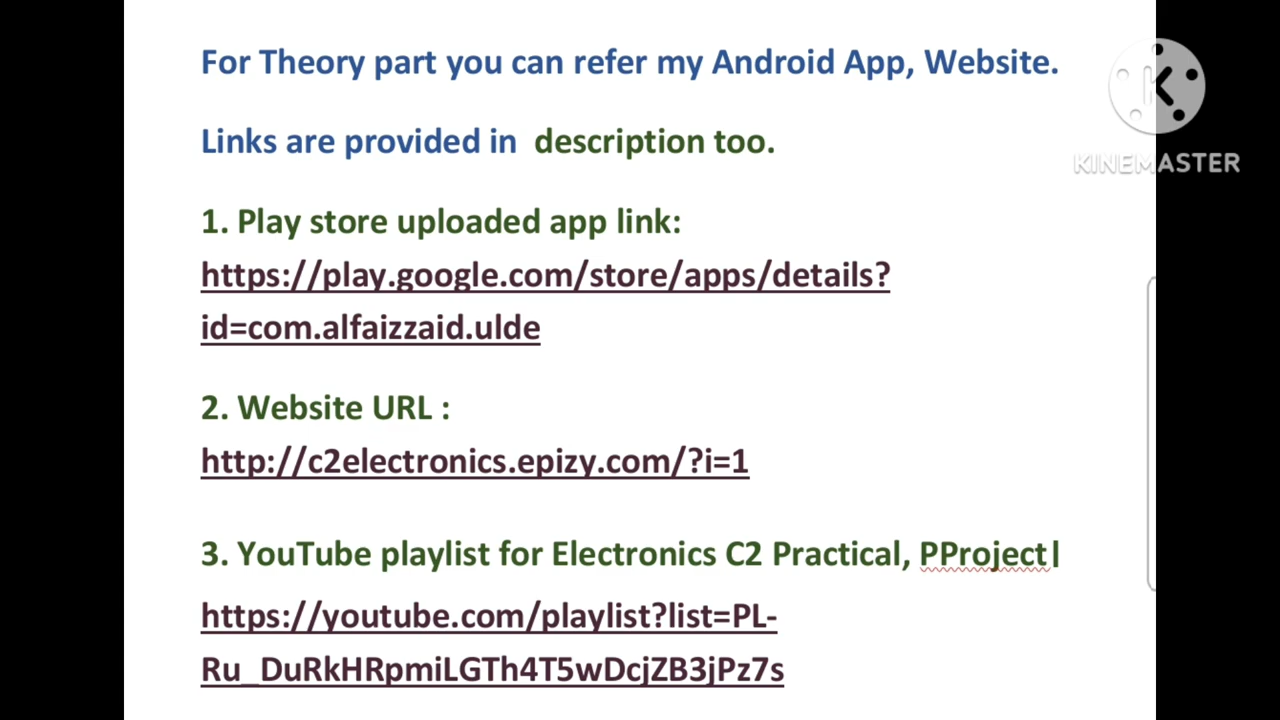 For Theory part you can refer my Android App, Website.
Links are provided in description too.
1. Play store uploaded app link:
https://play.google.com/store/apps/details?
id=com.alfaizzaid.ulde
2. Website URL :
http://c2electronics.epizy.com/?i=1
3. YouTube playlist for Electronics C2 Practical, PProject
https://youtube.com/playlist?list=PL-
Ru_DuRkHRpmiLGTh4T5wDcjZB3jPz7s
K
KINEMASTER